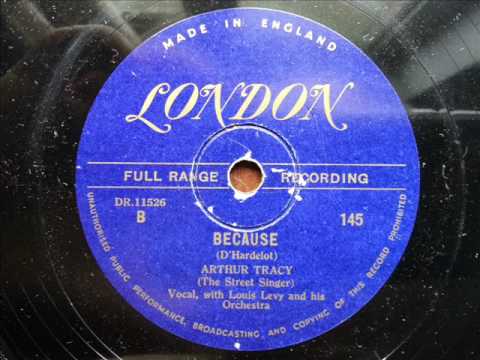 MADE IN ENGLAND
LONDON
FULL RANGE RECORDING
DR.11526
B
145
BECAUSE
(D'Hardelot)
ARTHUR TRACY
(The Street Singer)
Vocal, with Louis Levy and his
Orchestra
UNAUTHORISED PUBLIC PERFORMANCE, BROADCASTING AND COPYING OF THIS RECORD PROHIBITED